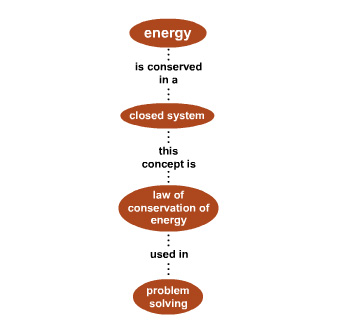 energy
is conserved
in a
closed system
this
concept is
law of
conservation of
energy
used in
problem
solving